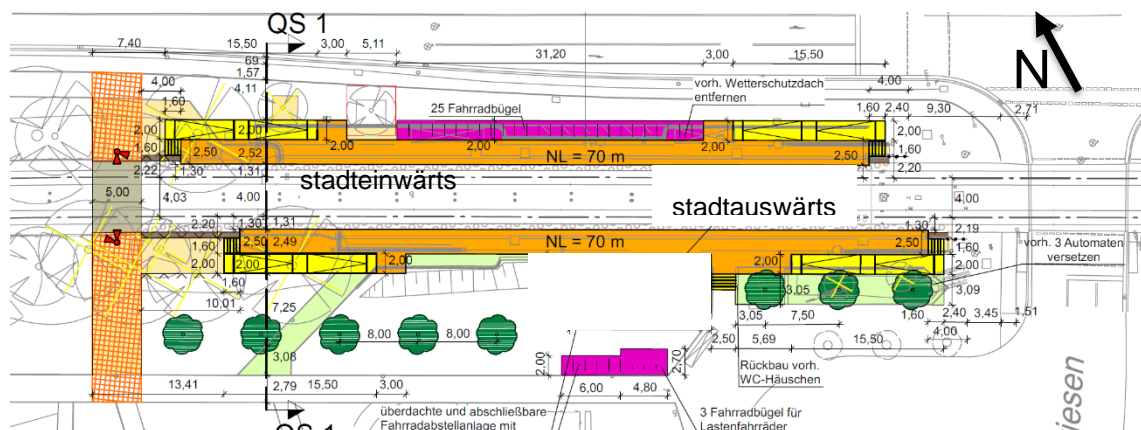 QS 1
N
7,40 15,50 3,00 5,11 31,20 3,00 15,50
69
1,57
4,11
4,00
1,60
4,00
1,60 2,40 9,30 2,71
25 Fahrradbügel
vorh. Wetterschutzdach
entfernen
2,00 2,00 2,00 2,00 2,00 2,00
1,60 2,50 2,52 NL = 70 m 2,50 1,60
2,22 1,30 1,31 2,20
stadteinwärts
5,00 4,03 4,00 4,00
stadtauswärts
2,20 1,30 1,31 1,30 2,19
1,60 2,50 2,49 NL = 70 m 2,50 1,60
vorh. 3 Automaten
versetzen
2,00 2,00 2,00 2,00
1,60 3,05 3,09
10,01 7,25
3,05 7,50 1,60 2,40 3,45 1,51
8,00 8,00 4,00
2,50 5,69 15,50
3,08
2,00 2,70
Rückbau vorh.
WC-Häuschen
13,41 2,79 15,50 3,00 6,00 4,80
QS 1
überdachte und abschließbare
Fahrradabstellanlage mit
3 Fahrradbügel für
Lastenfahrräder
iesen